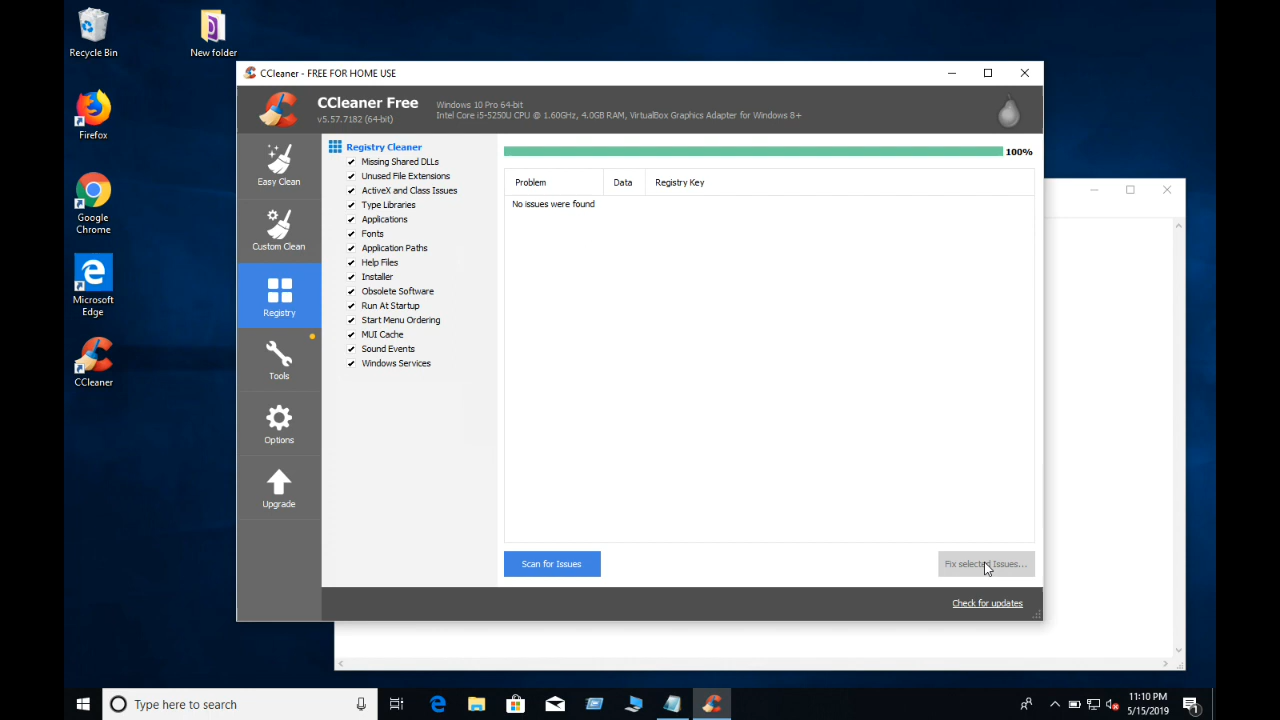 Recycle Bin
New folder
Firefox
Google
Chrome
Microsoft
Edge
CCleaner
CCleaner - FREE FOR HOME USE
CCleaner Free
v5.57.7182 (64-bit)
Windows 10 Pro 64-bit
Intel Core i5-5250U CPU @ 1.60GHz, 4.0GB RAM, VirtualBox Graphics Adapter for Windows 8+
Easy Clean
Custom Clean
Registry
Tools
Options
Upgrade
Registry Cleaner
Missing Shared DLLs
Unused File Extensions
ActiveX and Class Issues
Type Libraries
Applications
Fonts
Application Paths
Help Files
Installer
Obsolete Software
Run At Startup
Start Menu Ordering
MUI Cache
Sound Events
Windows Services
100%
Problem Data Registry Key
No issues were found
Scan for Issues
Fix selected Issues...
Check for updates
Type here to search
11:10 PM
5/15/2019
1